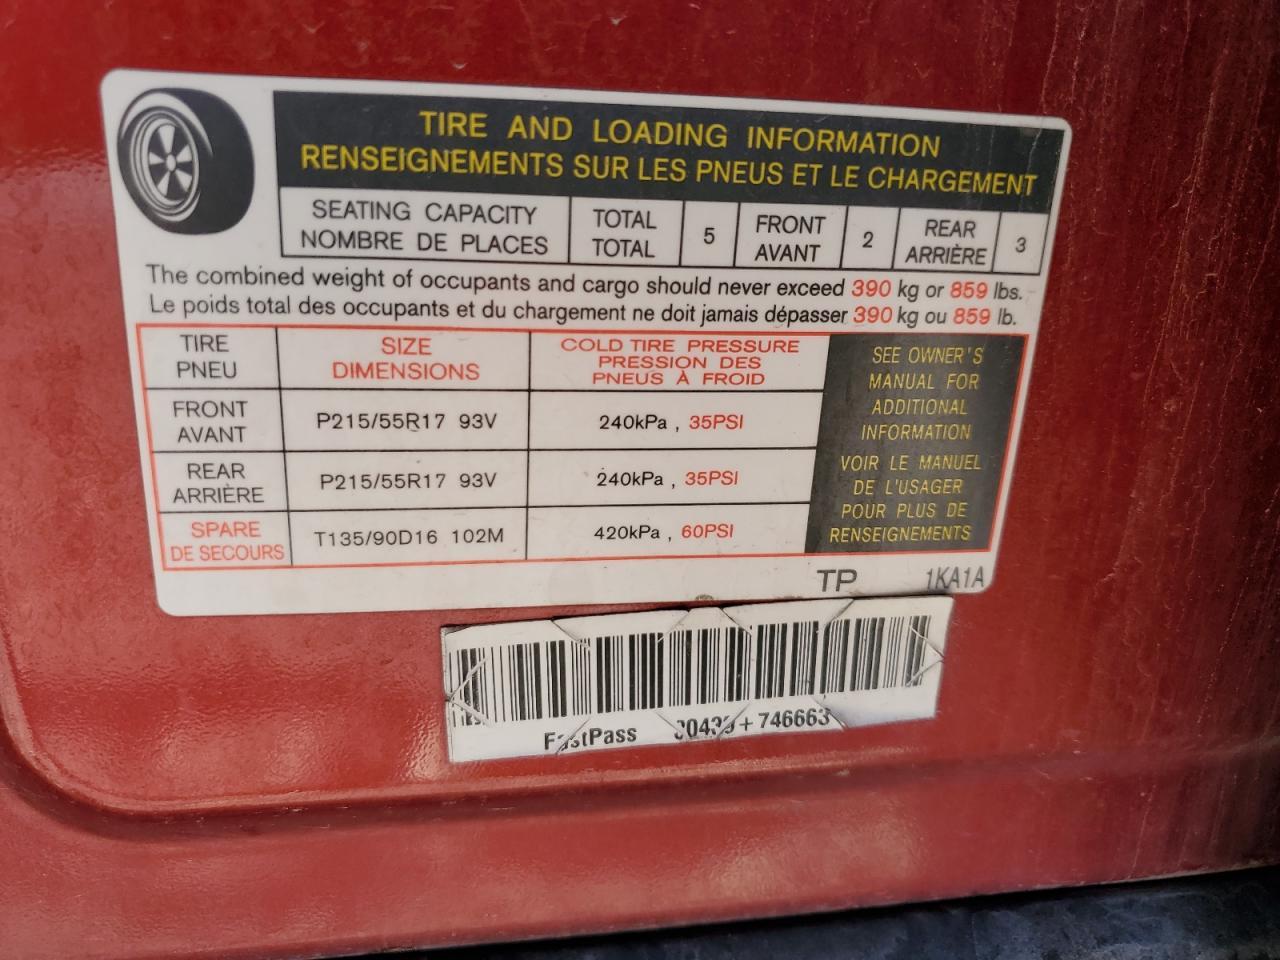 TIRE AND LOADING INFORMATION
RENSEIGNEMENTS SUR LES PNEUS ET LE CHARGEMENT
SEATING CAPACITY TOTAL 5 FRONT 2 REAR 3
NOMBRE DE PLACES TOTAL AVANT ARRIÈRE
The combined weight of occupants and cargo should never exceed 390 kg or 859 lbs.
Le poids total des occupants et du chargement ne doit jamais dépasser 390 kg ou 859 lb.
TIRE
PNEU
SIZE
DIMENSIONS
COLD TIRE PRESSURE
PRESSION DES
PNEUS À FROID
FRONT
AVANT
P215/55R17 93V
240kPa , 35PSI
REAR
ARRIÈRE
P215/55R17 93V
240kPa , 35PSI
SPARE
DE SECOURS
T135/90D16 102M
420kPa , 60PSI
SEE OWNER'S
MANUAL FOR
ADDITIONAL
INFORMATION
VOIR LE MANUEL
DE L'USAGER
POUR PLUS DE
RENSEIGNEMENTS
TP 1KA1A
FastPass + 746663